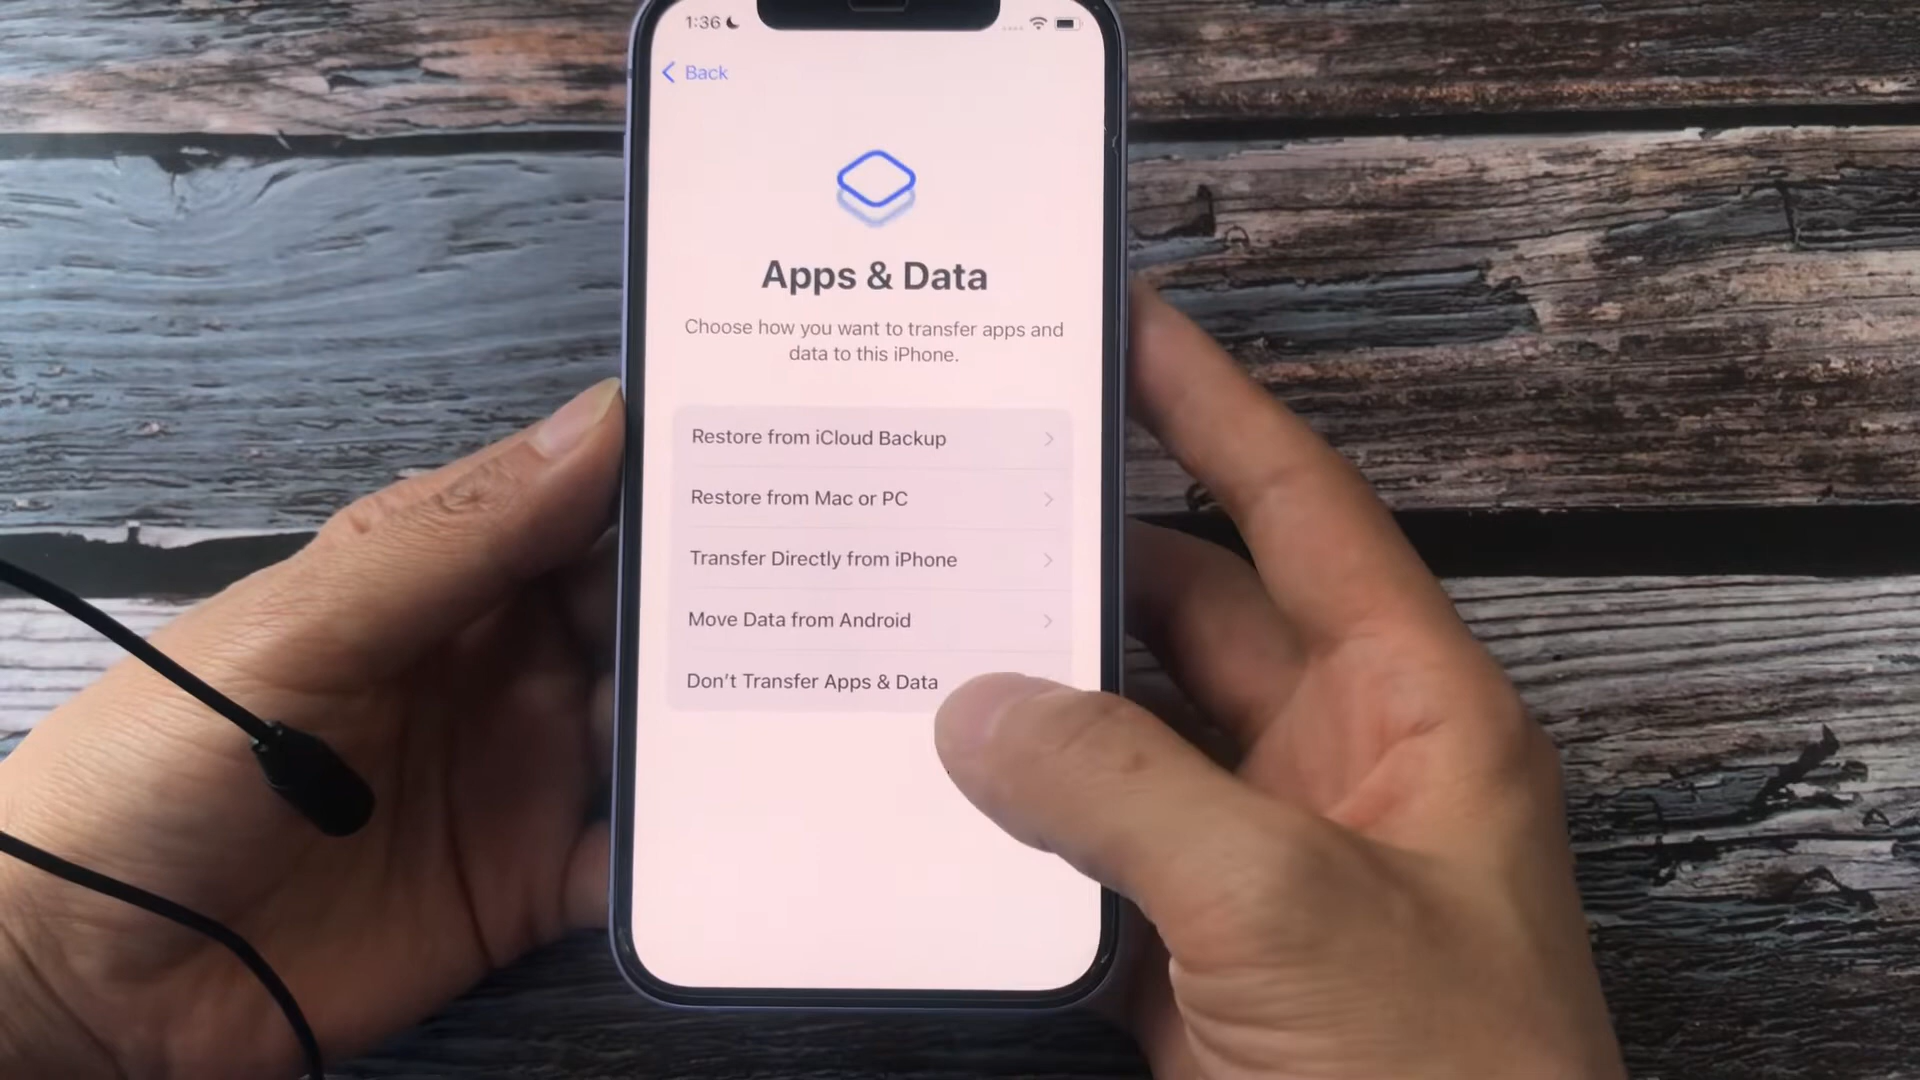 1:36
Back
Apps & Data
Choose how you want to transfer apps and
data to this iPhone.
Restore from iCloud Backup
Restore from Mac or PC
Transfer Directly from iPhone
Move Data from Android
Don’t Transfer Apps & Data